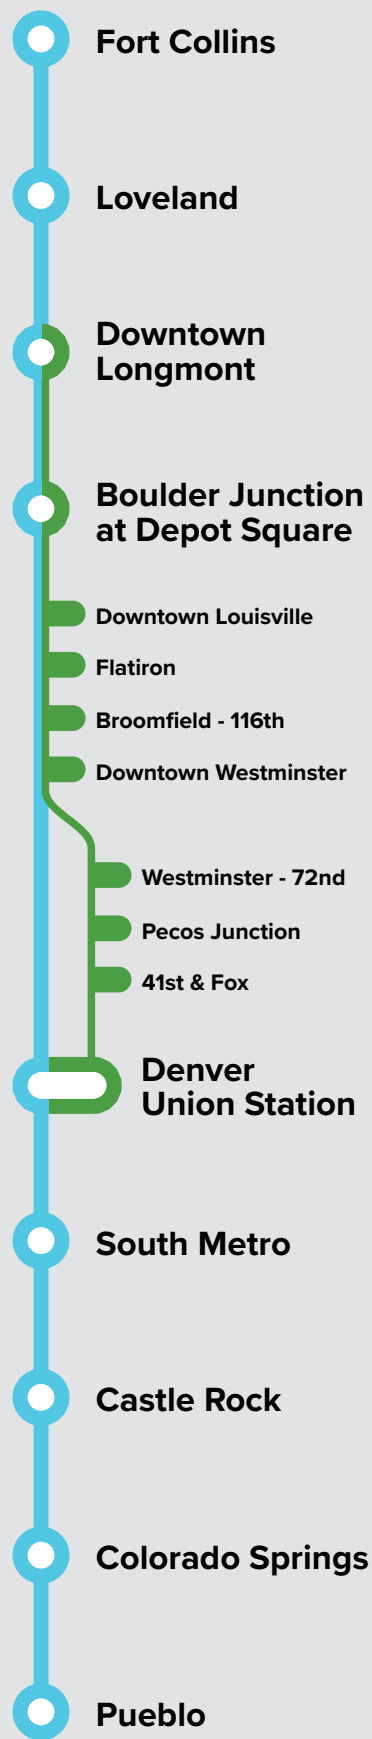 Fort Collins
Loveland
Downtown
Longmont
Boulder Junction
at Depot Square
Downtown Louisville
Flatiron
Broomfield - 116th
Downtown Westminster
Westminster - 72nd
Pecos Junction
41st & Fox
Denver
Union Station
South Metro
Castle Rock
Colorado Springs
Pueblo